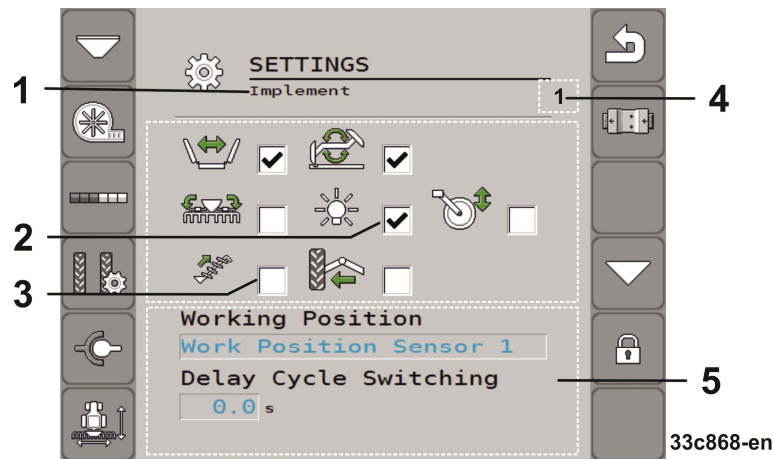 SETTINGS
1
Implement
1
4
2
3
Working Position
Work Position Sensor 1
Delay Cycle Switching
0.0 s
5
33c868-en